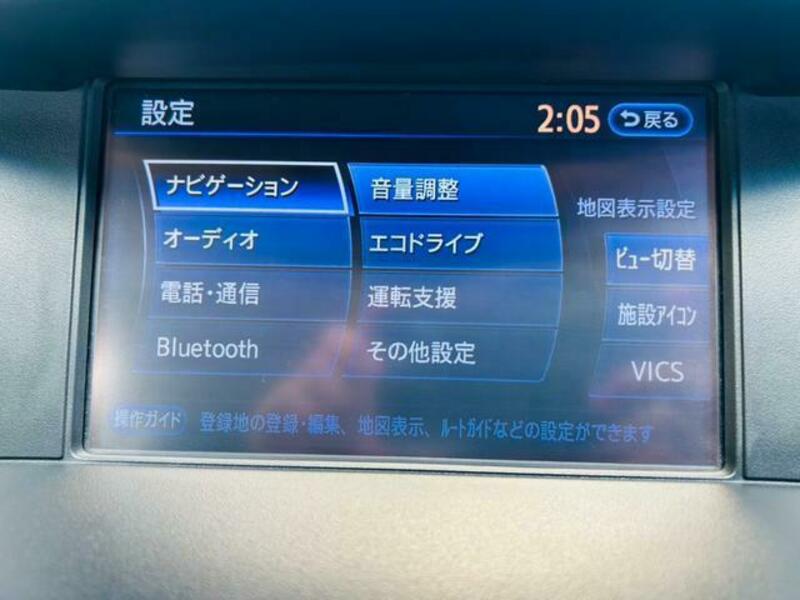 設定
2:05
戻る
ナビゲーション
音量調整
オーディオ
エコドライブ
電話・通信
運転支援
Bluetooth
その他設定
地図表示設定
ビュー切替
施設アイコン
VICS
操作ガイド 登録地の登録・編集、地図表示、ルートガイドなどの設定ができます